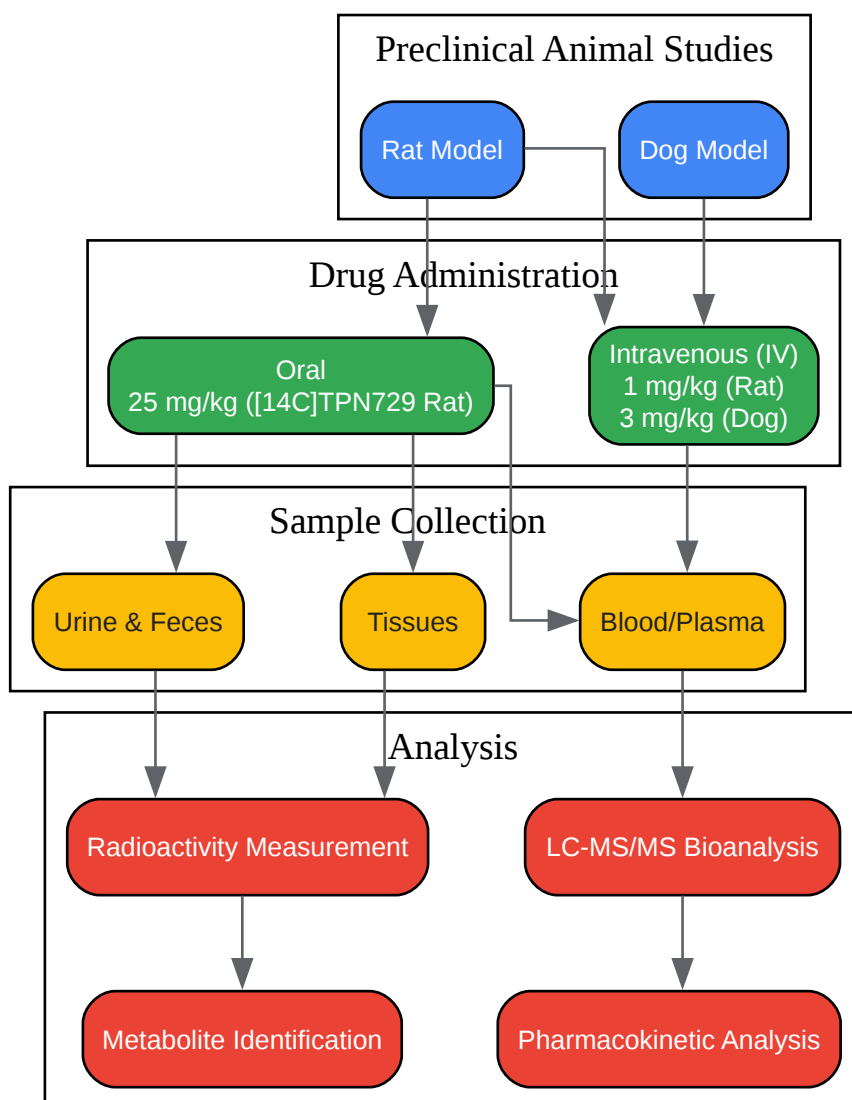 Preclinical Animal Studies
Rat Model
Dog Model
Drug Administration
Oral
25 mg/kg ([14C]TPN729 Rat)
Intravenous (IV)
1 mg/kg (Rat)
3 mg/kg (Dog)
Sample Collection
Urine & Feces
Tissues
Blood/Plasma
Analysis
Radioactivity Measurement
LC-MS/MS Bioanalysis
Metabolite Identification
Pharmacokinetic Analysis